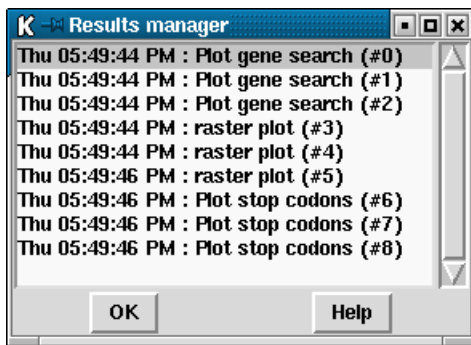 K Results manager
Thu 05:49:44 PM : Plot gene search (#0)
Thu 05:49:44 PM : Plot gene search (#1)
Thu 05:49:44 PM : Plot gene search (#2)
Thu 05:49:44 PM : raster plot (#3)
Thu 05:49:44 PM : raster plot (#4)
Thu 05:49:46 PM : raster plot (#5)
Thu 05:49:46 PM : Plot stop codons (#6)
Thu 05:49:46 PM : Plot stop codons (#7)
Thu 05:49:46 PM : Plot stop codons (#8)
OK Help